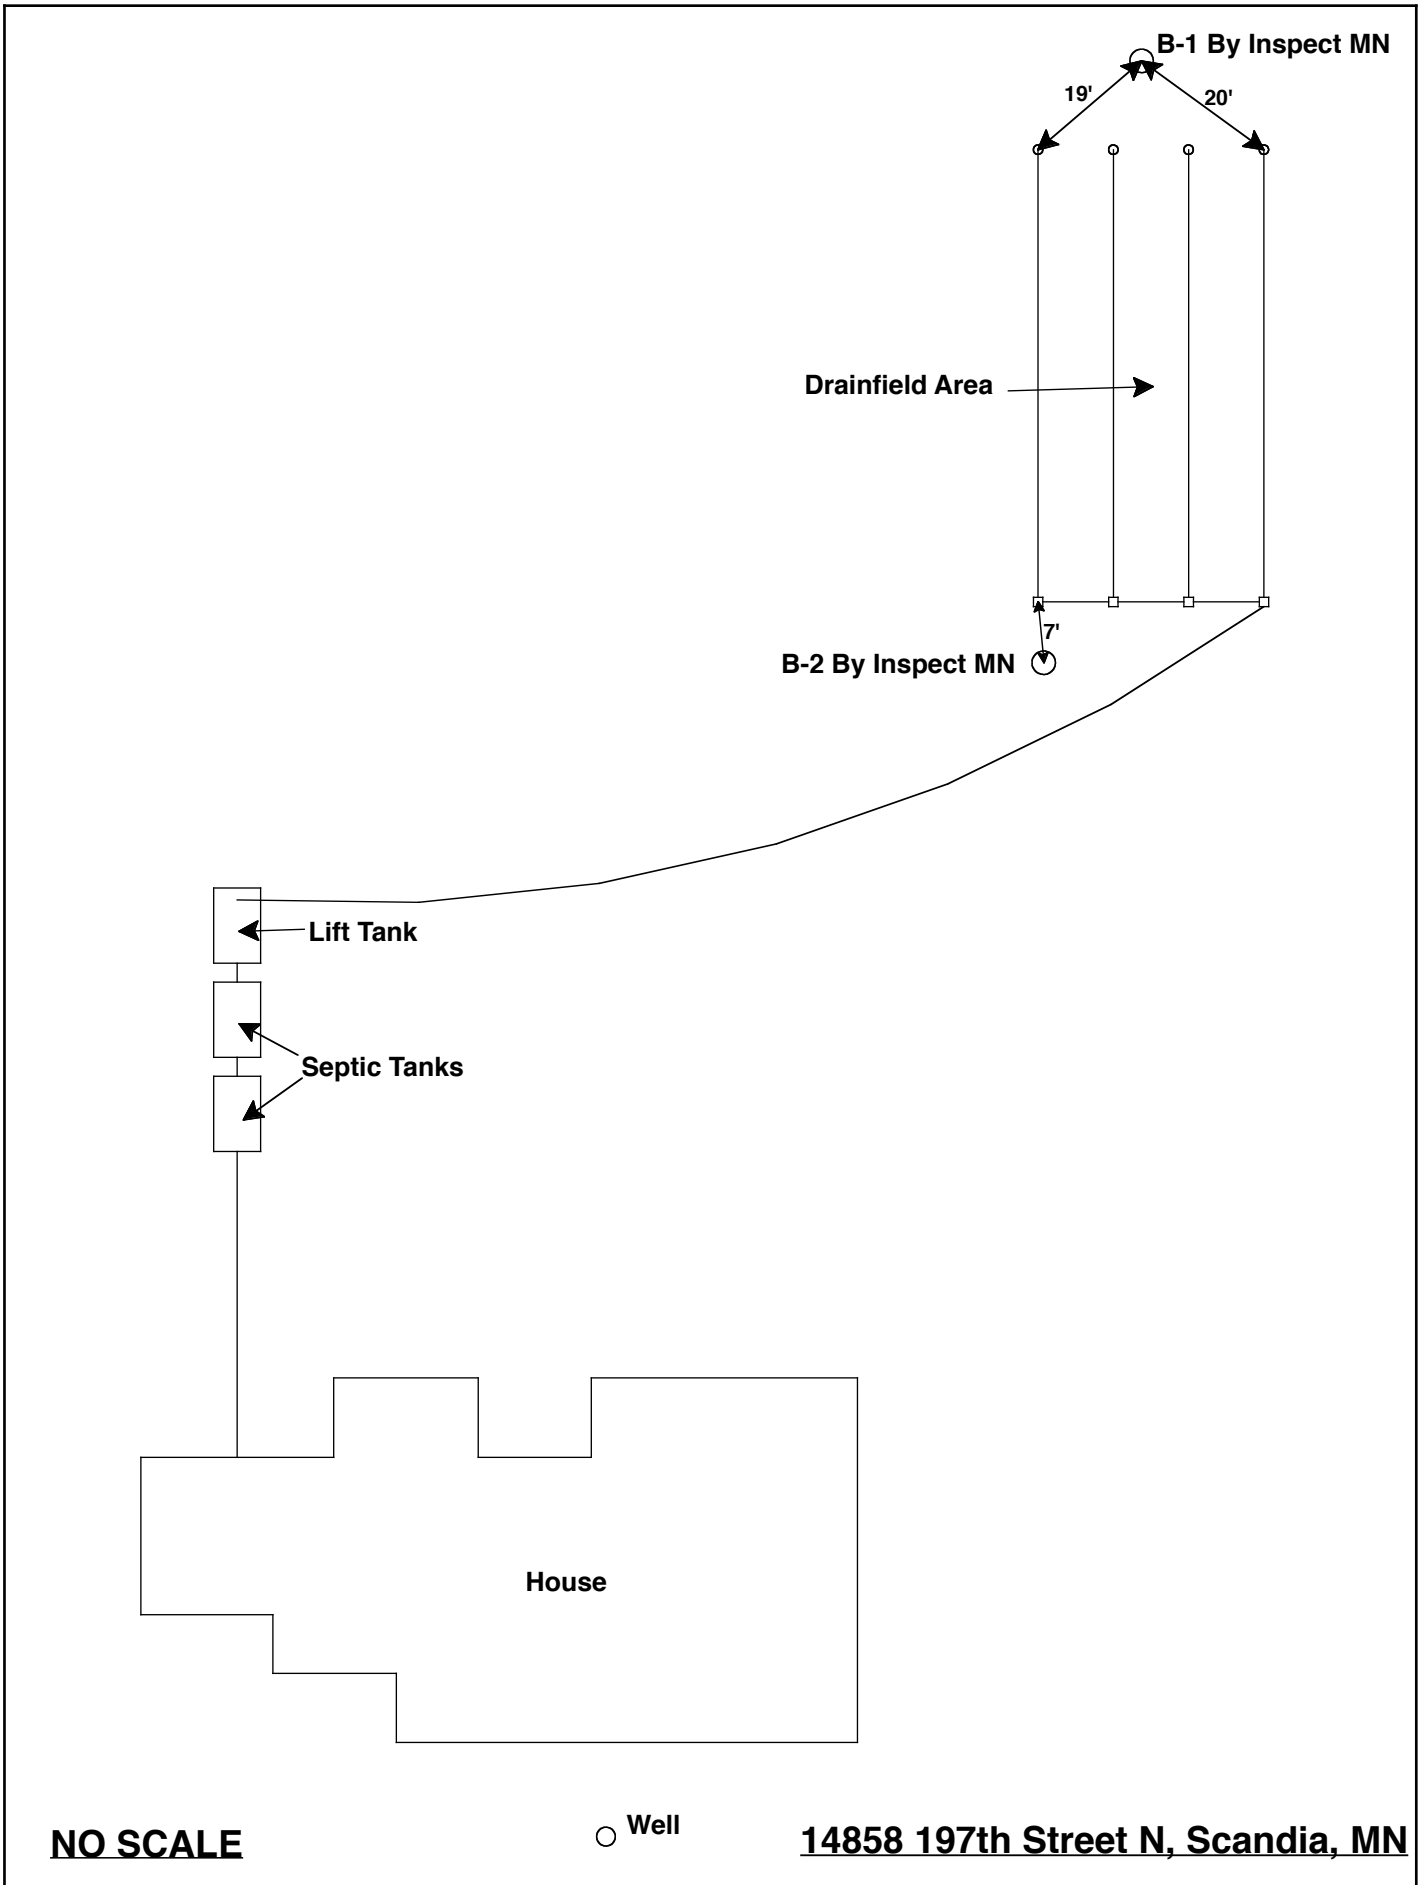 B-1 By Inspect MN
19'
20'
Drainfield Area
7'
B-2 By Inspect MN
Lift Tank
Septic Tanks
House
Well
NO SCALE
14858 197th Street N, Scandia, MN